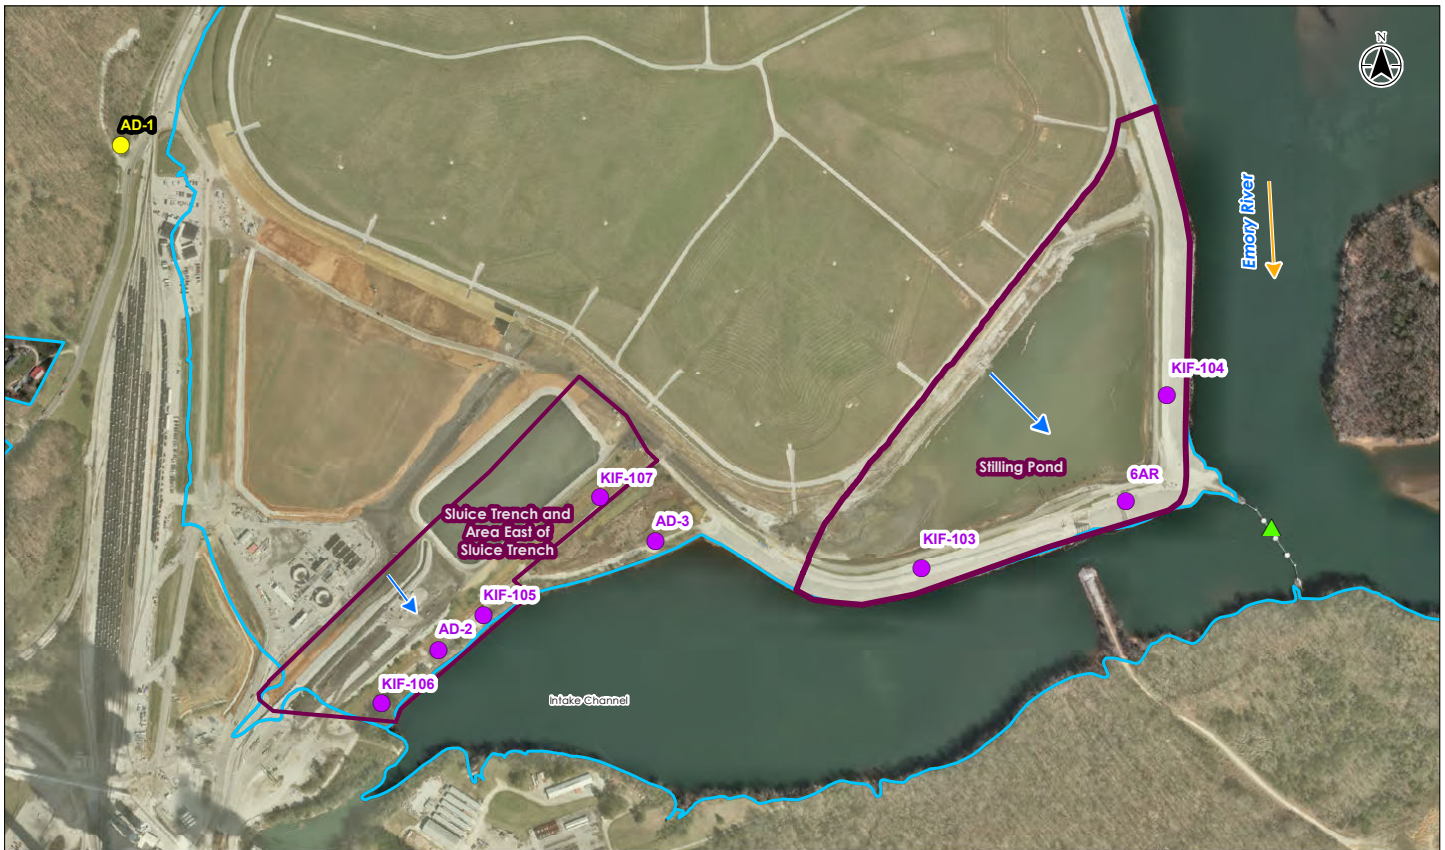 N
AD-1
Emory River
KIF-104
Stilling Pond
6AR
KIF-107
Sluice Trench and
Area East of
Sluice Trench
AD-3
KIF-103
KIF-105
AD-2
KIF-106
Intake Channel